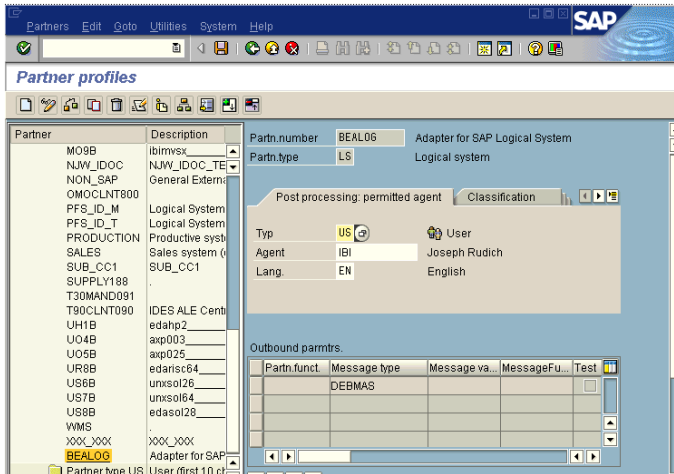 Partners Edit Goto Utilities System Help
SAP
Partner profiles
Partner Description
MO9B ibimvsx
NJW_IDOC NJW_IDOC_TE
NON_SAP General Externa
OMOCLNT800
PFS_ID_M Logical System
PFS_ID_T Logical System
PRODUCTION Productive syst
SALES Sales system (
SUB_CC1 SUB_CC1
SUPPLY188 .
T30MAND091
T90CLNT090 IDES ALE Centr
UH1B edahp2
UO4B axp003
UO5B axp025
UR8B edarisc64
US6B unxsol26
US7B unxsol64
US8B edasol28
WMS .
XXX_XXX XXX_XXX
BEALOG Adapter for SAP
Partner type US User (first 10 ch
Partn.number BEALOG Adapter for SAP Logical System
Partn.type LS Logical system
Post processing: permitted agent Classification
Typ US User
Agent IBI Joseph Rudich
Lang. EN English
Outbound parmtrs.
Partn.funct. Message type Message va... MessageFu... Test
DEBMAS